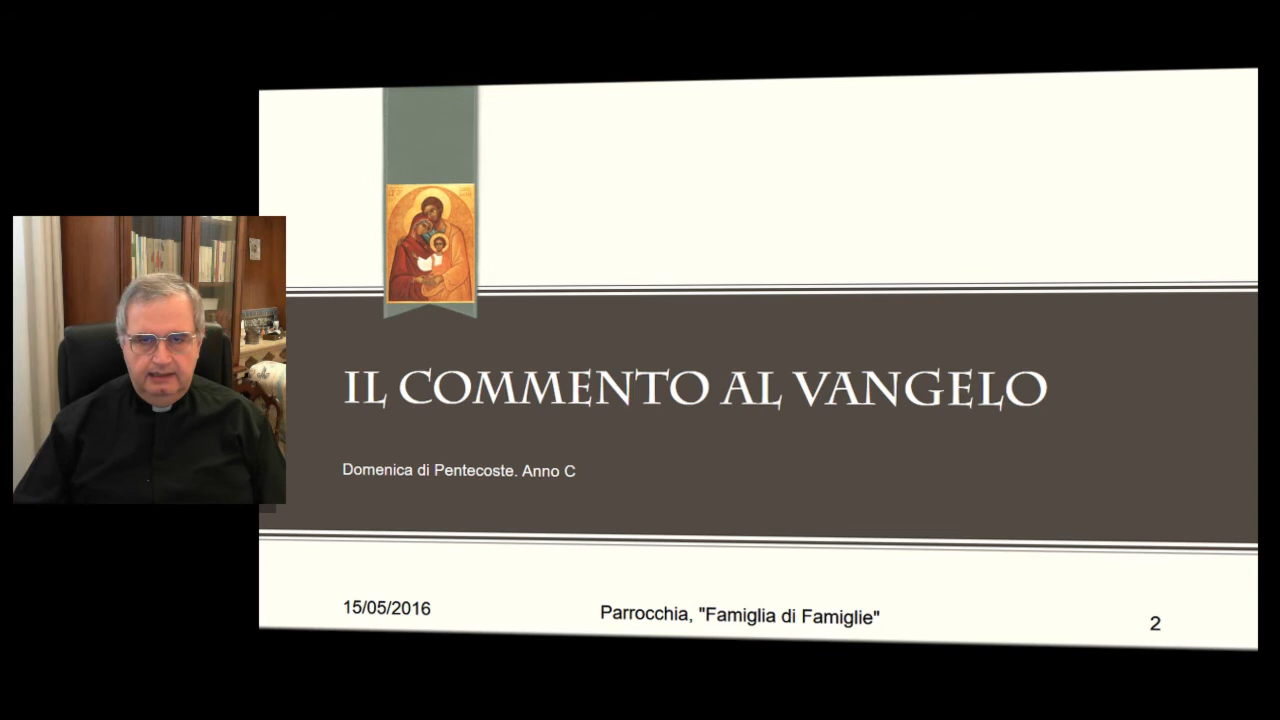 IL COMMENTO AL VANGELO
Domenica di Pentecoste. Anno C
15/05/2016
Parrocchia, "Famiglia di Famiglie"
2